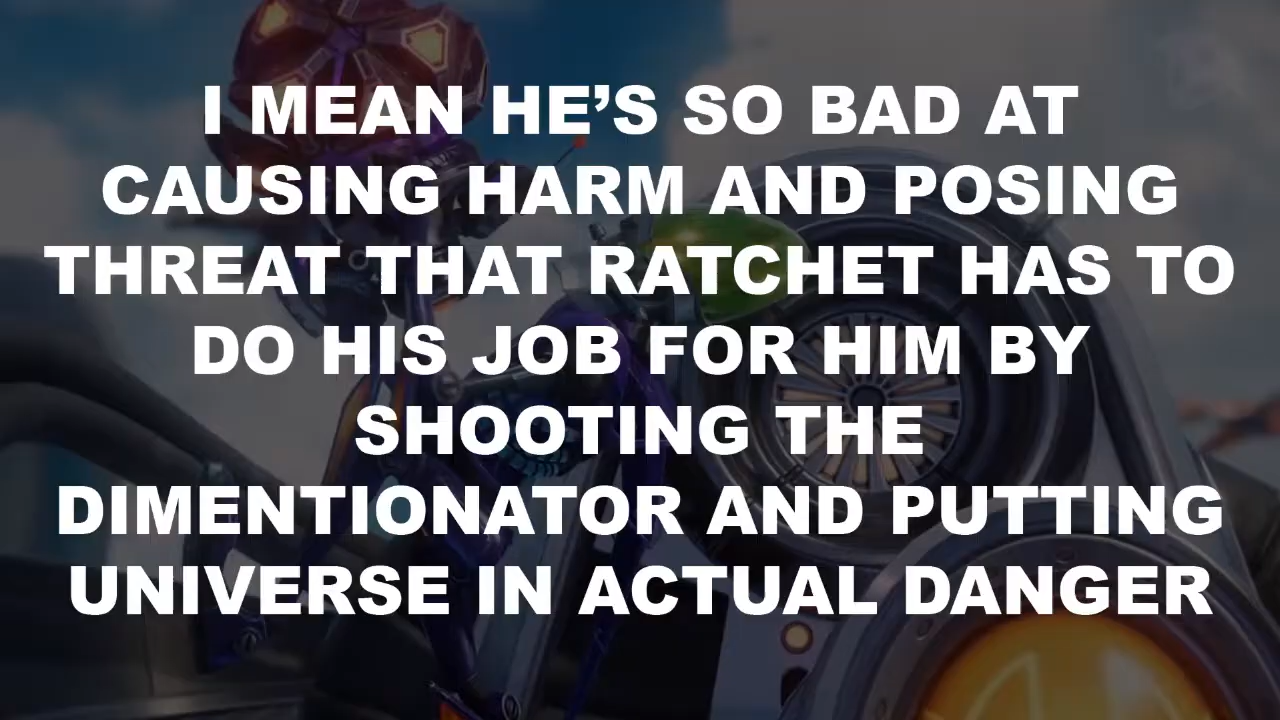 I MEAN HE’S SO BAD AT
CAUSING HARM AND POSING
THREAT THAT RATCHET HAS TO
DO HIS JOB FOR HIM BY
SHOOTING THE
DIMENTIONATOR AND PUTTING
UNIVERSE IN ACTUAL DANGER